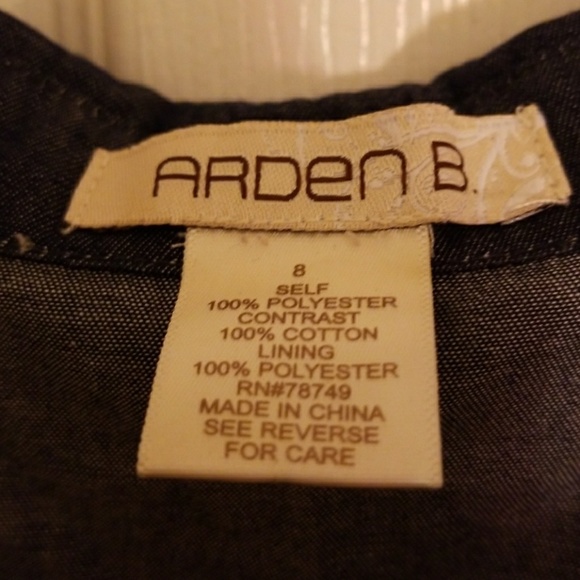 ARDEN B.
8
SELF
100% POLYESTER
CONTRAST
100% COTTON
LINING
100% POLYESTER
RN#78749
MADE IN CHINA
SEE REVERSE
FOR CARE